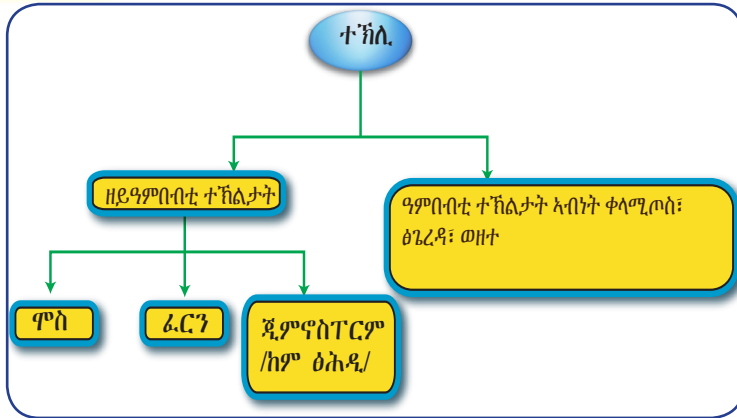 ተኽሊ
ዘይዓምበብቲ ተኽልታት
ዓምበብቲ ተኽልታት ኣብነት ቀላሚጦስ፣
ፅጌረዳ፣ ወዘተ
ሞስ
ፈርን
ጂምኖስፐርም
/ከም ፅሕዲ/